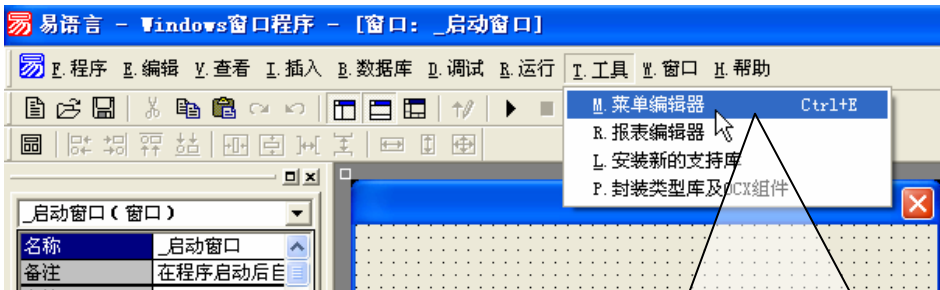 易语言 - Windows窗口程序 - [窗口: _启动窗口]
F.程序 E.编辑 V.查看 I.插入 B.数据库 D.调试 R.运行 T.工具 W.窗口 H.帮助
M.菜单编辑器 Ctrl+E
R.报表编辑器
L.安装新的支持库
P.封装类型库及OCX组件
_启动窗口(窗口)
名称 _启动窗口
备注 在程序启动后自